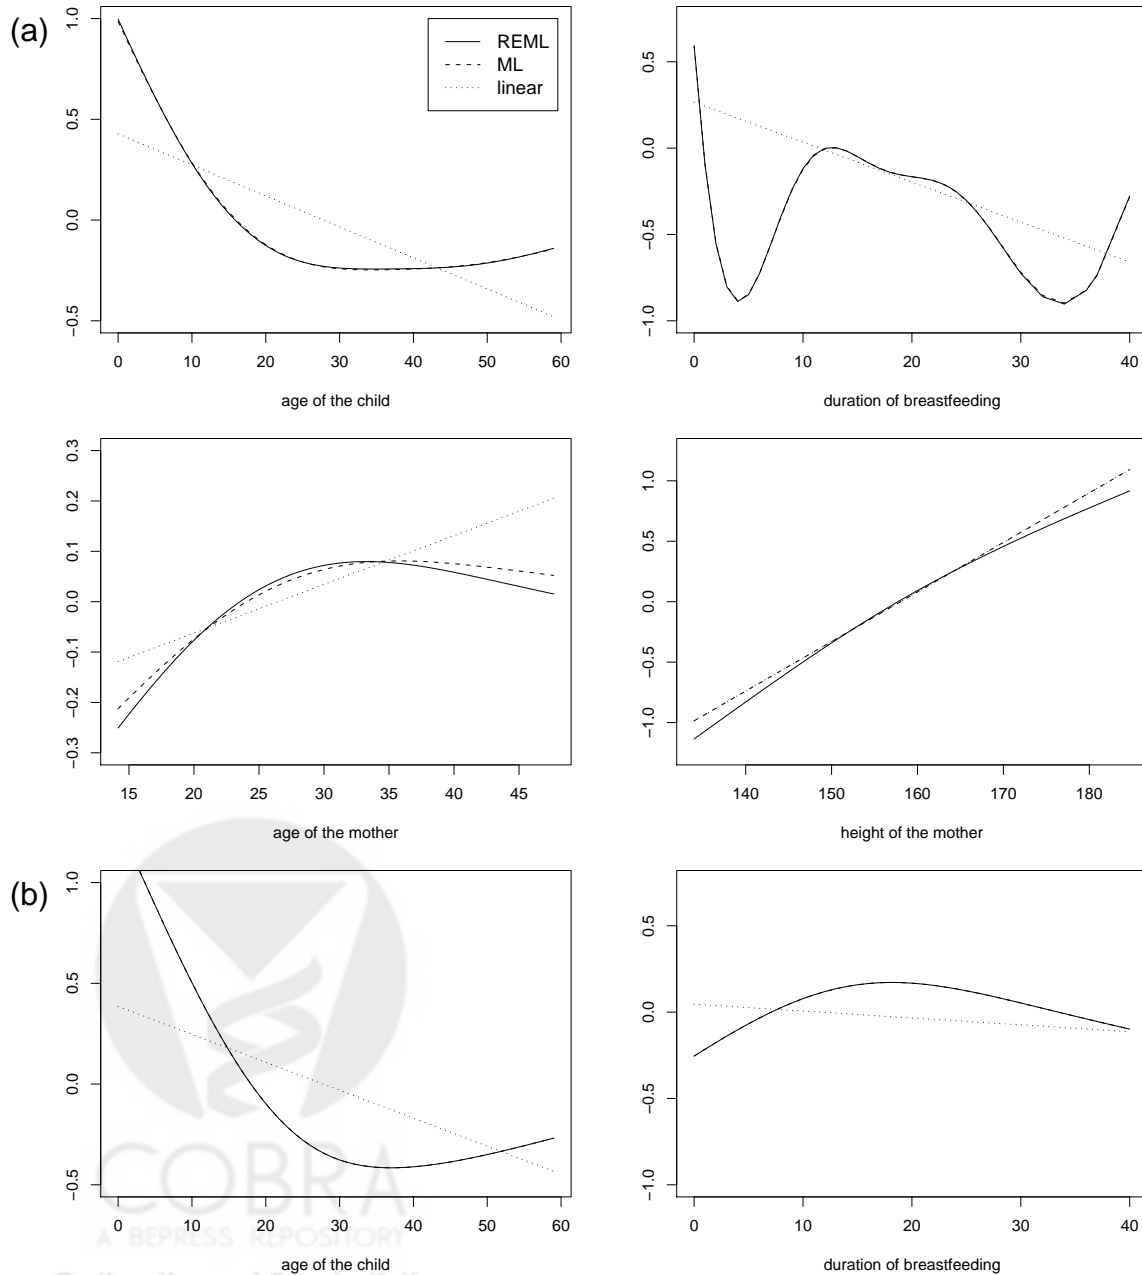 (a)
REML
ML
linear
1.0
0.5
0.0
−0.5
0 10 20 30 40 50 60
age of the child
0.5
0.0
−0.5
−1.0
0 10 20 30 40
duration of breastfeeding
0.3
0.2
0.1
0.0
−0.1
−0.2
−0.3
15 20 25 30 35 40 45
age of the mother
1.0
0.5
0.0
−0.5
−1.0
140 150 160 170 180
height of the mother
(b)
1.0
0.5
0.0
−0.5
0 10 20 30 40 50 60
age of the child
0.5
0.0
−0.5
−1.0
0 10 20 30 40
duration of breastfeeding
COBRA
A BEPRESS REPOSITORY